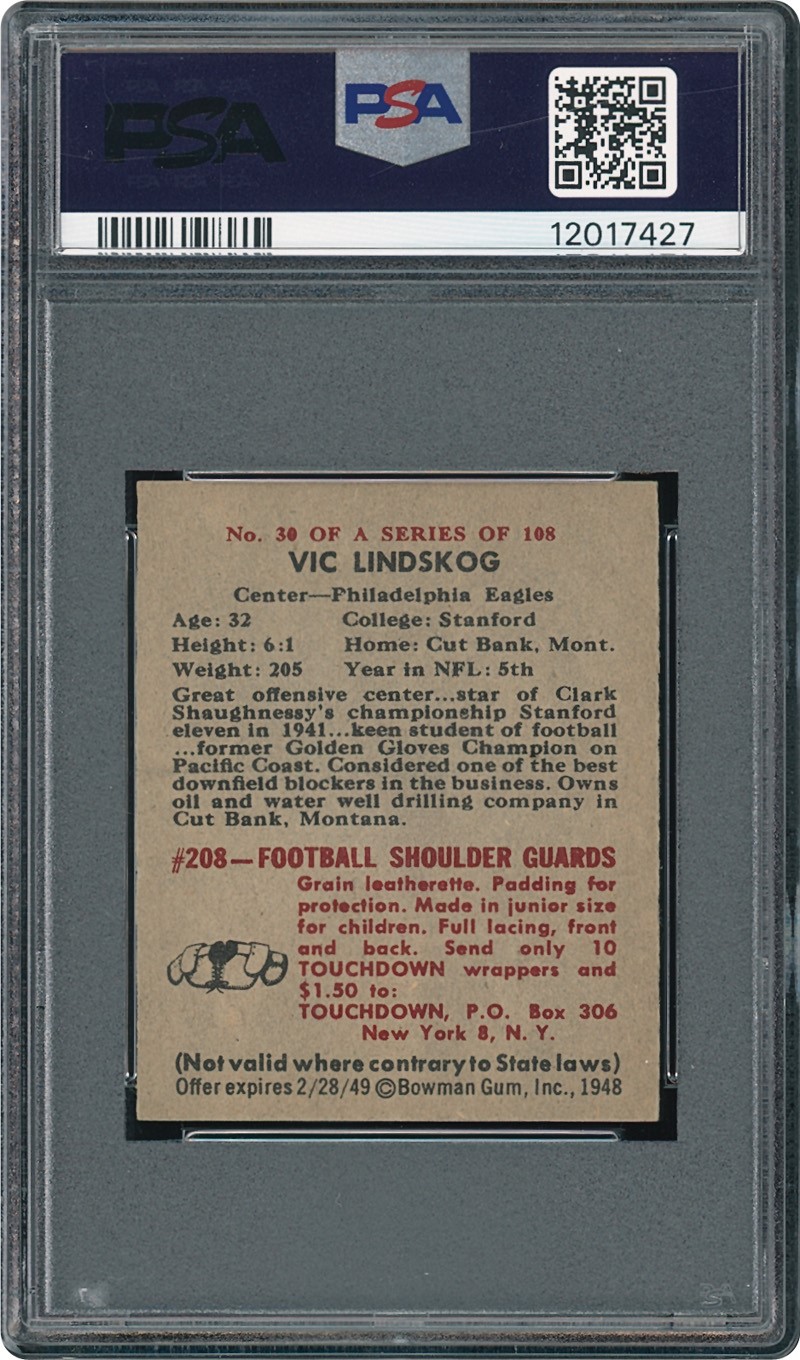 PSA
PSA
12017427
No. 30 OF A SERIES OF 108
VIC LINDSKOG
Center—Philadelphia Eagles
Age: 32 College: Stanford
Height: 6:1 Home: Cut Bank, Mont.
Weight: 205 Year in NFL: 5th
Great offensive center...star of Clark
Shaughnessy's championship Stanford
eleven in 1941...keen student of football
...former Golden Gloves Champion on
Pacific Coast. Considered one of the best
downfield blockers in the business. Owns
oil and water well drilling company in
Cut Bank, Montana.
#208—FOOTBALL SHOULDER GUARDS
Grain leatherette. Padding for
protection. Made in junior size
for children. Full lacing, front
and back. Send only 10
TOUCHDOWN wrappers and
$1.50 to:
TOUCHDOWN, P.O. Box 306
New York 8, N. Y.
(Not valid where contrary to State laws)
Offer expires 2/28/49 ©Bowman Gum, Inc., 1948